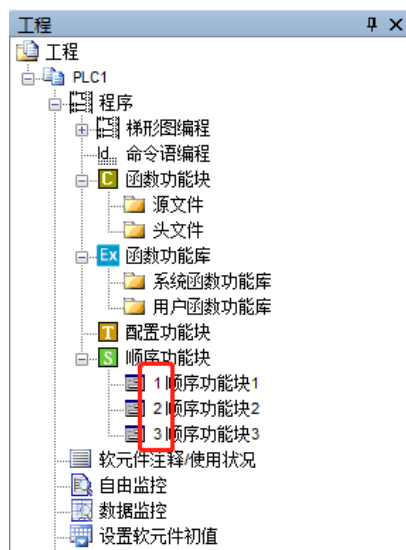 工程
工程
PLC1
程序
梯形图编程
ld 命令语编程
C 函数功能块
源文件
头文件
Ex 函数功能库
系统函数功能库
用户函数功能库
T 配置功能块
S 顺序功能块
1 顺序功能块1
2 顺序功能块2
3 顺序功能块3
软元件注释/使用状况
自由监控
数据监控
设置软元件初值